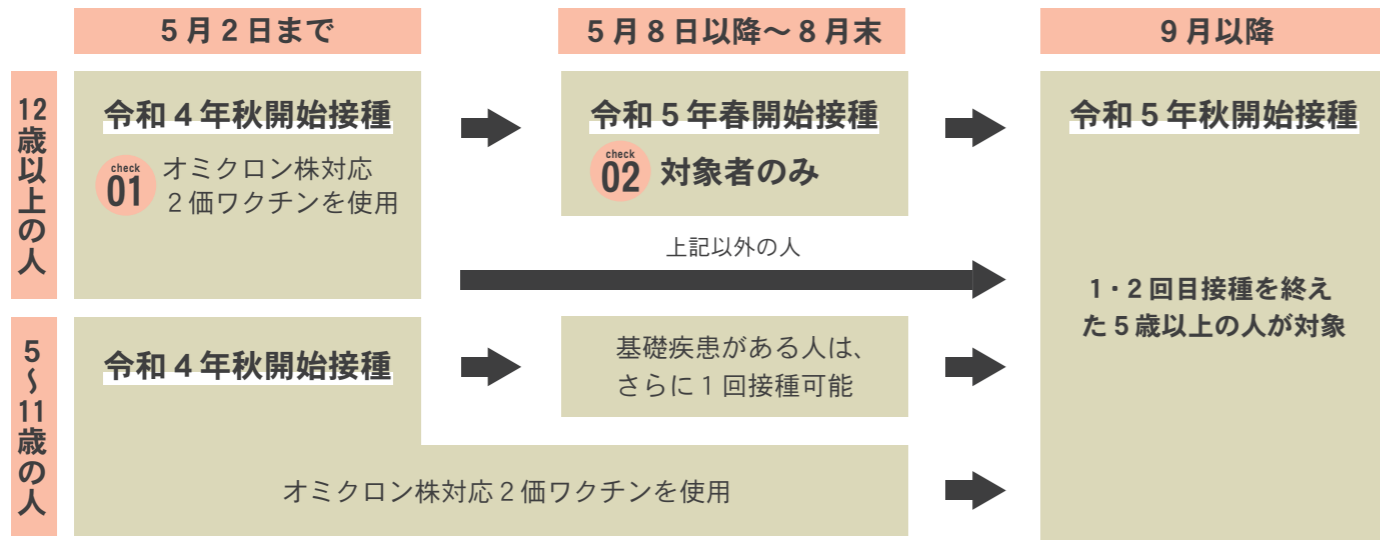 5月2日まで
5月8日以降～8月末
9月以降
12歳以上の人
令和4年秋開始接種
check
01
オミクロン株対応
2価ワクチンを使用
令和5年春開始接種
check
02
対象者のみ
上記以外の人
令和5年秋開始接種
1・2回目接種を終え
た5歳以上の人が対象
5～11歳の人
令和4年秋開始接種
基礎疾患がある人は、
さらに1回接種可能
オミクロン株対応2価ワクチンを使用